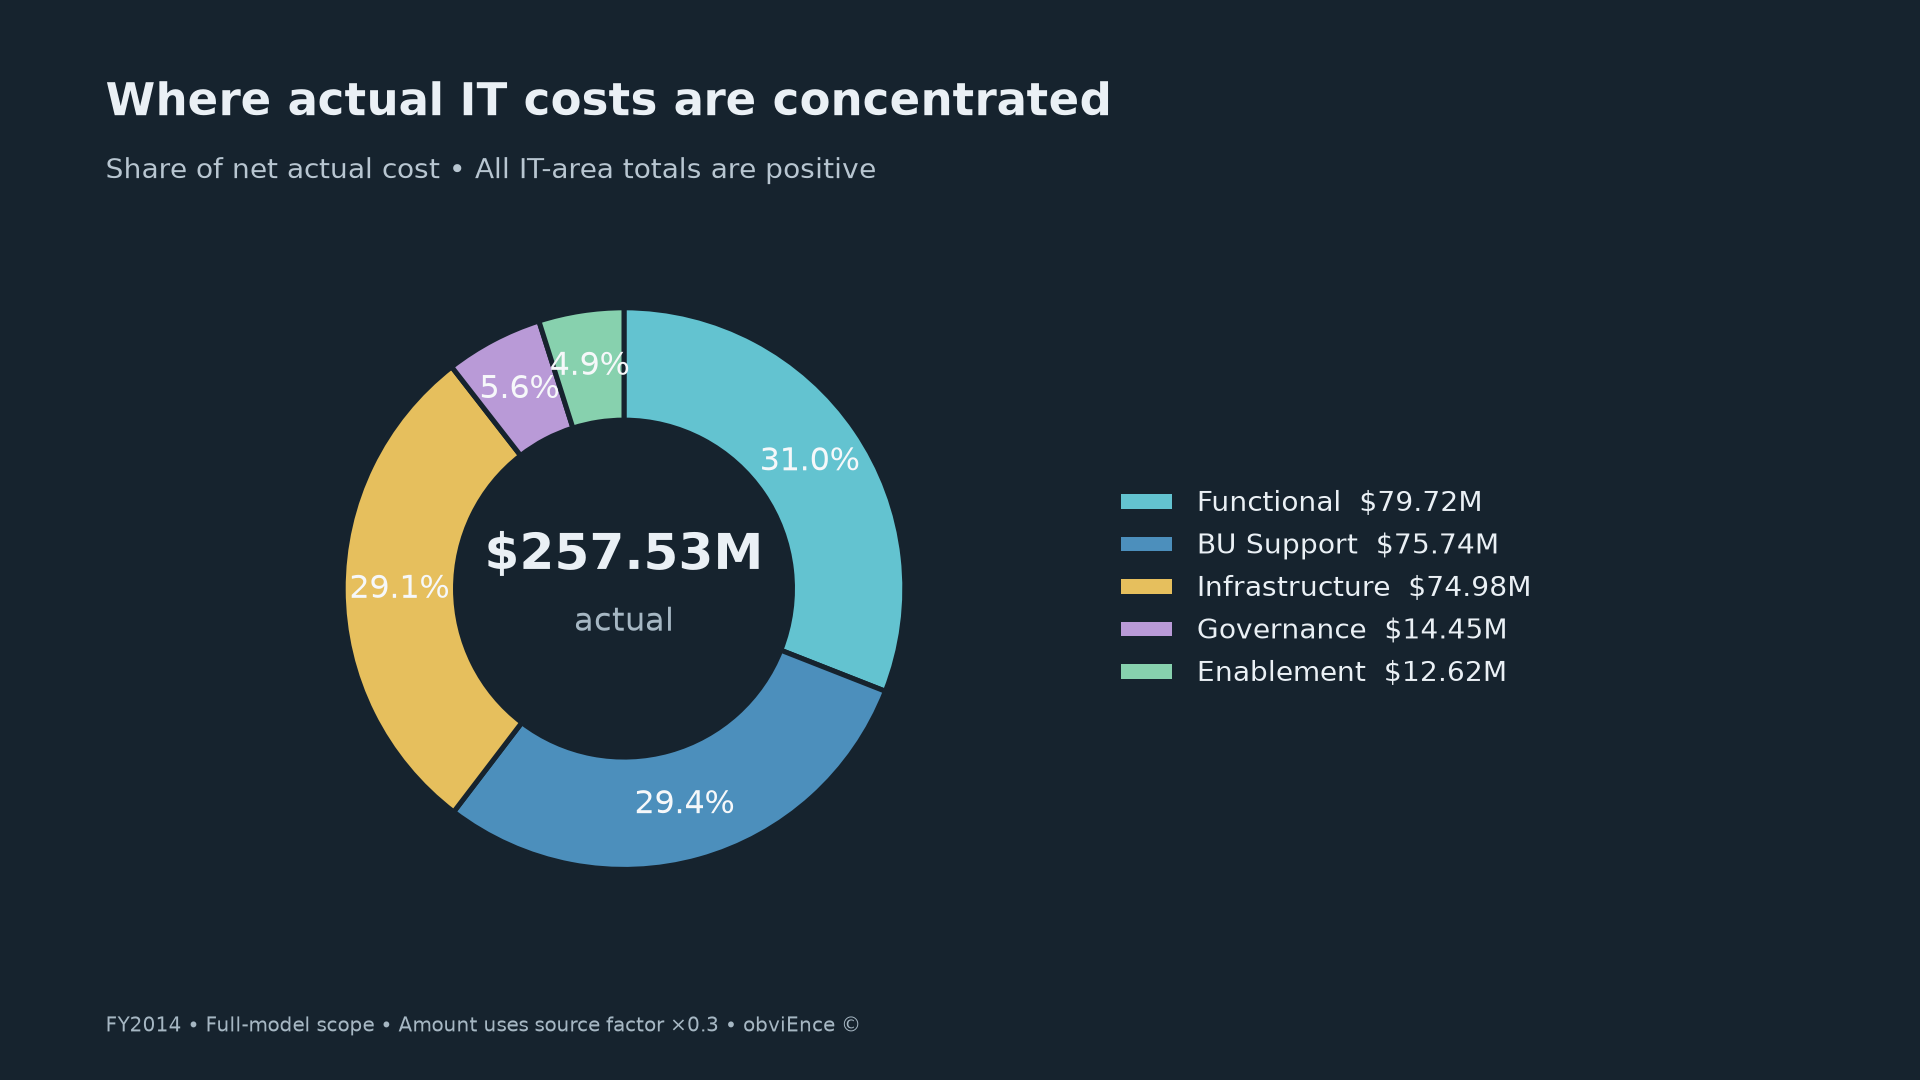 Where actual IT costs are concentrated
Share of net actual cost • All IT-area totals are positive
4.9%
5.6%
31.0%
29.1%
29.4%
$257.53M
actual
Functional  $79.72M
BU Support  $75.74M
Infrastructure  $74.98M
Governance  $14.45M
Enablement  $12.62M
FY2014 • Full-model scope • Amount uses source factor ×0.3 • obviEnce ©